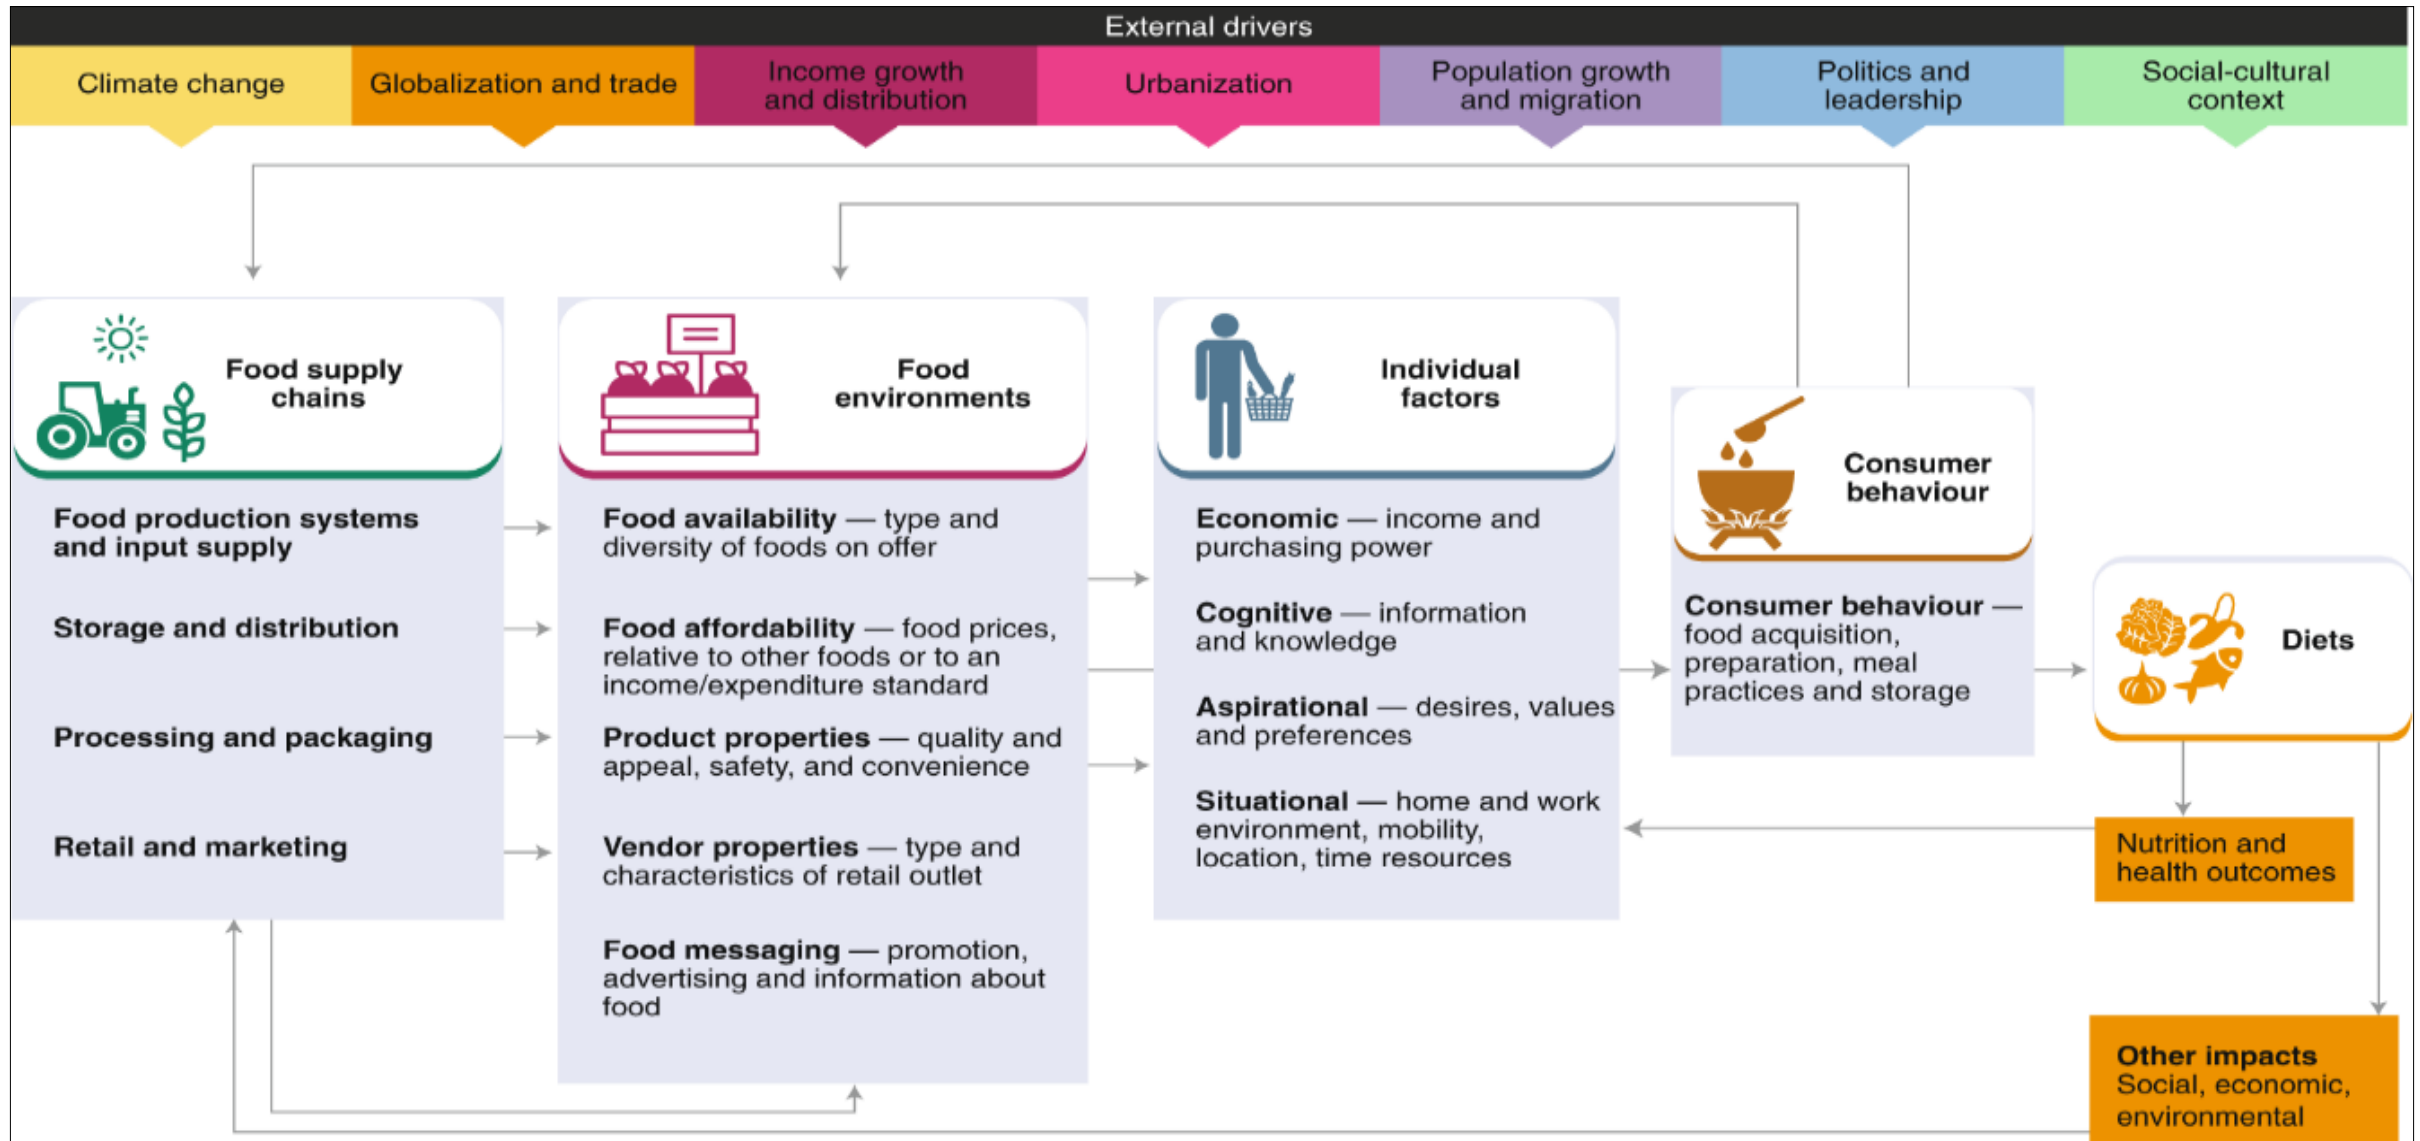 External drivers
Climate change
Globalization and trade
Income growth
and distribution
Urbanization
Population growth
and migration
Politics and
leadership
Social-cultural
context
Food supply
chains
Food production systems
and input supply
Storage and distribution
Processing and packaging
Retail and marketing
Food
environments
Food availability — type and
diversity of foods on offer
Food affordability — food prices,
relative to other foods or to an
income/expenditure standard
Product properties — quality and
appeal, safety, and convenience
Vendor properties — type and
characteristics of retail outlet
Food messaging — promotion,
advertising and information about
food
Individual
factors
Economic — income and
purchasing power
Cognitive — information
and knowledge
Aspirational — desires, values
and preferences
Situational — home and work
environment, mobility,
location, time resources
Consumer
behaviour
Consumer behaviour —
food acquisition,
preparation, meal
practices and storage
Diets
Nutrition and
health outcomes
Other impacts
Social, economic,
environmental